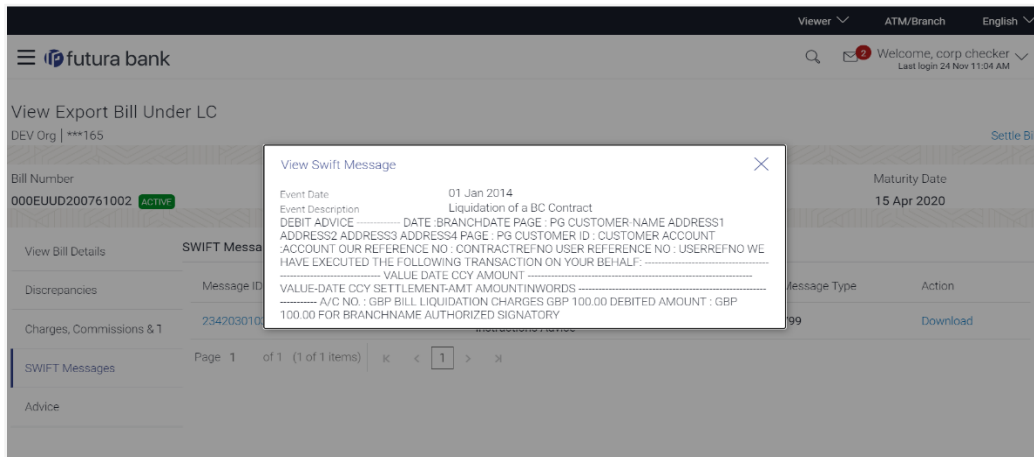 Viewer ATM/Branch English
futura bank
2 Welcome, corp checker
Last login 24 Nov 11:04 AM
View Export Bill Under LC
DEV Org | ***165
Settle Bi
View Swift Message
Bill Number
Maturity Date
000EUUD200761002 ACTIVE
15 Apr 2020
Event Date 01 Jan 2014
Event Description Liquidation of a BC Contract
DEBIT ADVICE ------------- DATE :BRANCHDATE PAGE : PG CUSTOMER-NAME ADDRESS1
ADDRESS2 ADDRESS3 ADDRESS4 PAGE : PG CUSTOMER ID : CUSTOMER ACCOUNT
:ACCOUNT OUR REFERENCE NO : CONTRACTREFNO USER REFERENCE NO : USERREFNO WE
HAVE EXECUTED THE FOLLOWING TRANSACTION ON YOUR BEHALF: -----------------------------------
---------------------------- VALUE DATE CCY AMOUNT ----------------------------------------------------------------
VALUE-DATE CCY SETTLEMENT-AMT AMOUNTINWORDS -----------------------------------------------------
----------- A/C NO. : GBP BILL LIQUIDATION CHARGES GBP 100.00 DEBITED AMOUNT : GBP
100.00 FOR BRANCHNAME AUTHORIZED SIGNATORY
View Bill Details
Discrepancies
Charges, Commissions & T
SWIFT Messages
Advice
SWIFT Messa
Message ID Message Type Action
234203010 99 Download
Page 1 of 1 (1 of 1 items) 1